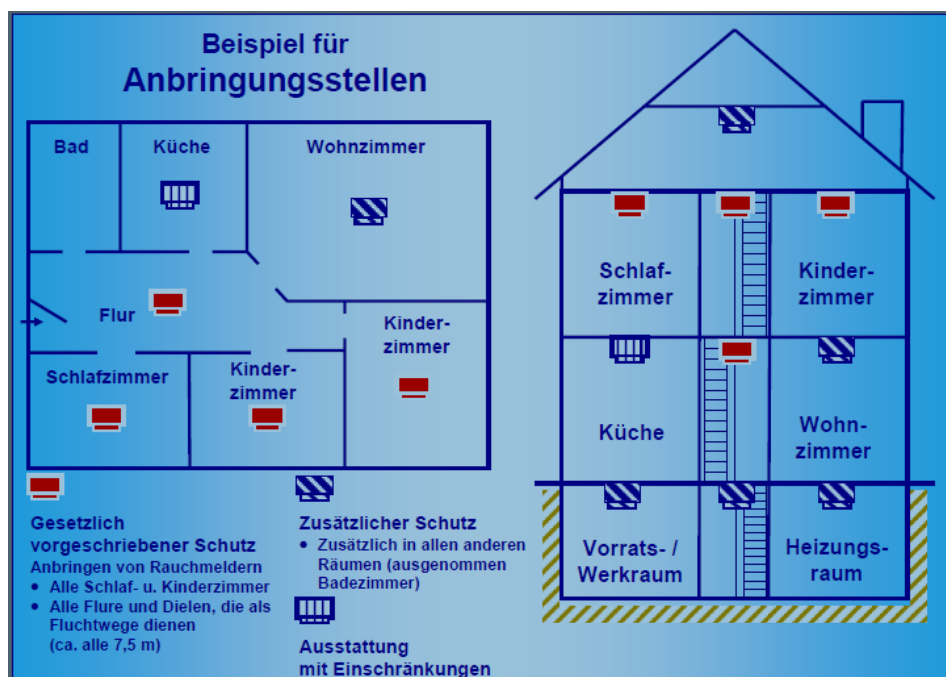 Beispiel für
Anbringungsstellen
Bad
Küche
Wohnzimmer
Flur
Kinder-
zimmer
Schlafzimmer
Kinder-
zimmer
Gesetzlich
vorgeschriebener Schutz
Anbringen von Rauchmeldern
• Alle Schlaf- u. Kinderzimmer
• Alle Flure und Dielen, die als
Fluchtwege dienen
(ca. alle 7,5 m)
Zusätzlicher Schutz
• Zusätzlich in allen anderen
Räumen (ausgenommen
Badezimmer)
Ausstattung
mit Einschränkungen
Schlaf-
zimmer
Kinder-
zimmer
Küche
Wohn-
zimmer
Vorrats- /
Werkraum
Heizungs-
raum